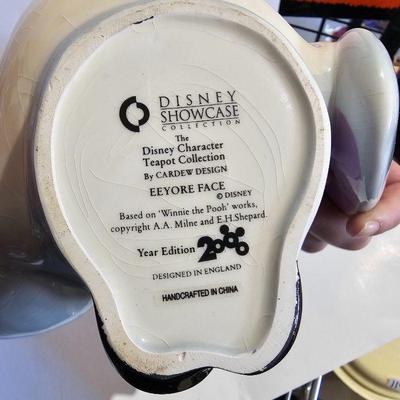 DISNEY
SHOWCASE
COLLECTION
The
Disney Character
Teapot Collection
By CARDEW DESIGN
EEYORE FACE
© DISNEY
Based on 'Winnie the Pooh' works,
copyright A.A. Milne and E.H.Shepard.
Year Edition 2000
DESIGNED IN ENGLAND
HANDCRAFTED IN CHINA